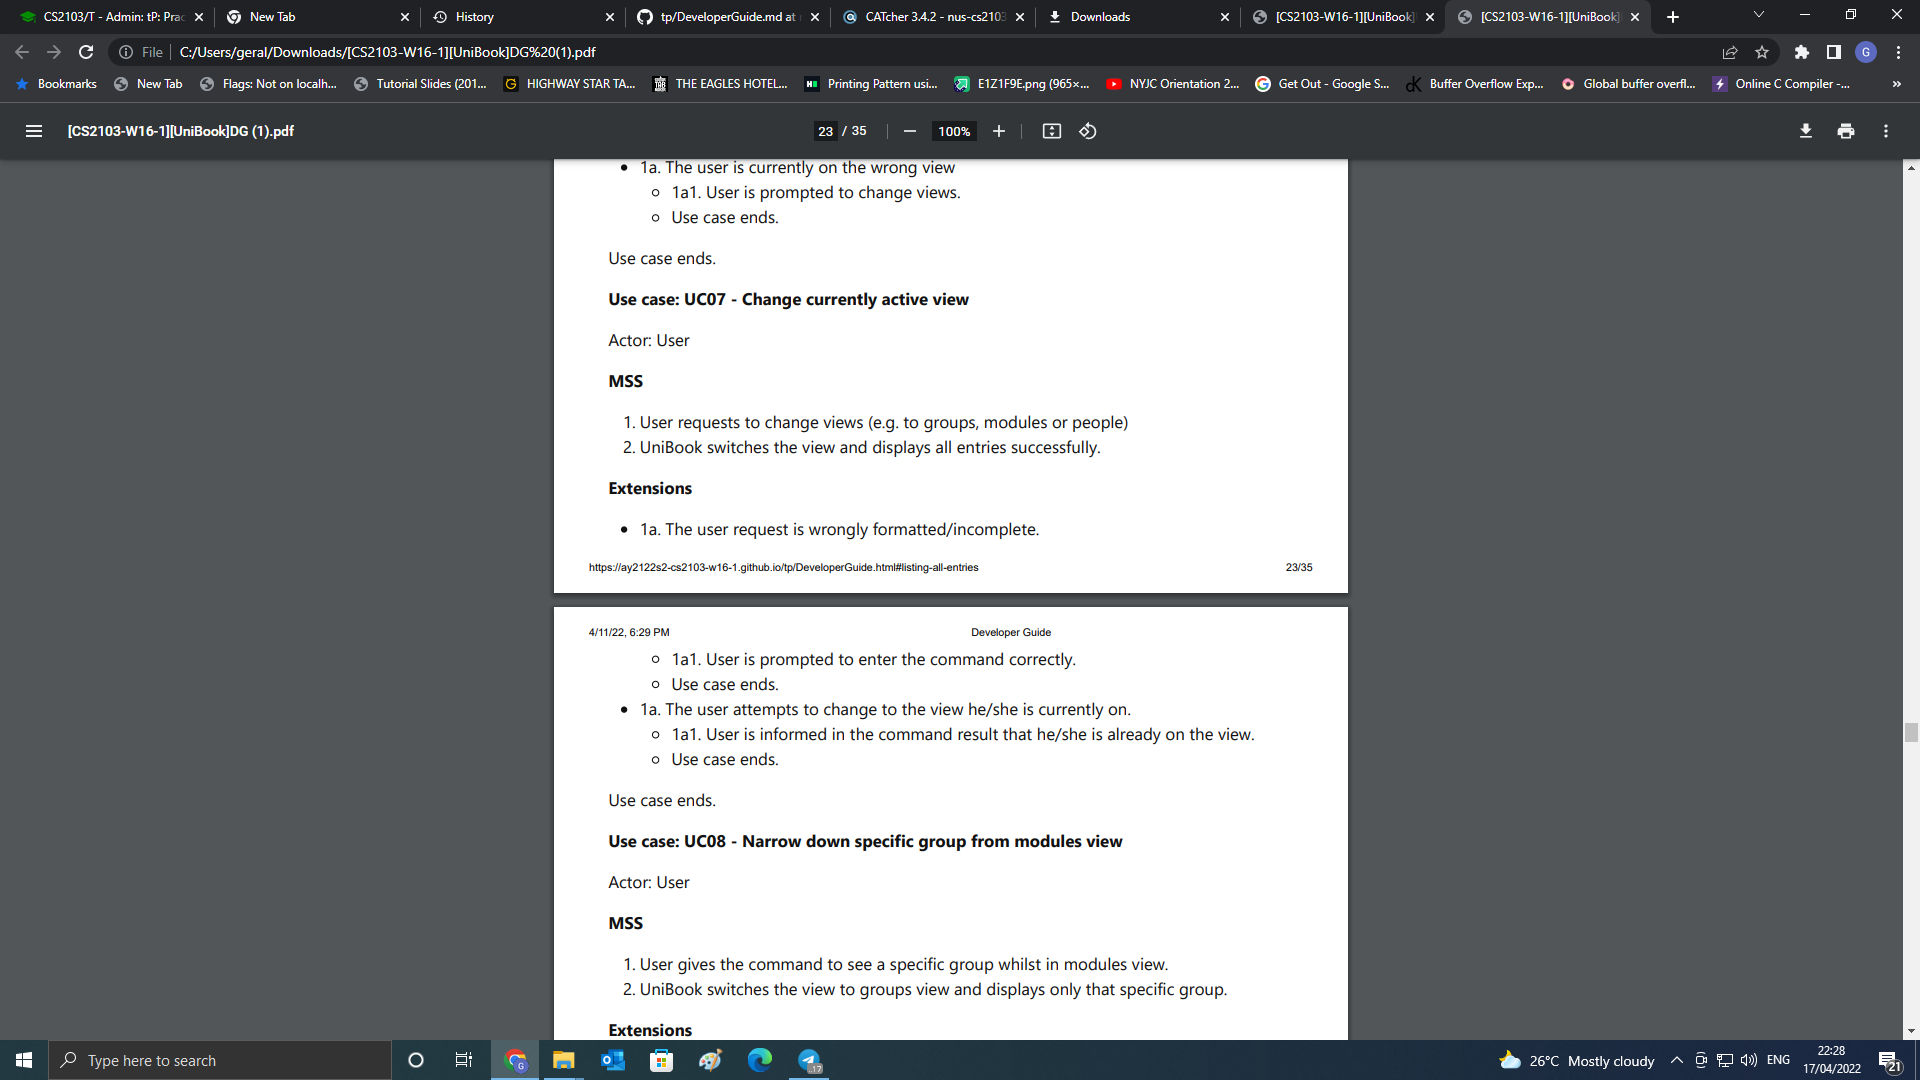 CS2103/T - Admin: tP: Prac
New Tab
History
tp/DeveloperGuide.md at
CATcher 3.4.2 - nus-cs2103
Downloads
[CS2103-W16-1][UniBook]
[CS2103-W16-1][UniBook]
File
C:/Users/geral/Downloads/[CS2103-W16-1][UniBook]DG%20(1).pdf
G
Bookmarks
New Tab
Flags: Not on localh...
Tutorial Slides (201...
HIGHWAY STAR TA...
THE EAGLES HOTEL...
Printing Pattern usi...
E1Z1F9E.png (965×...
NYJC Orientation 2...
Get Out - Google S...
Buffer Overflow Exp...
Global buffer overfl...
Online C Compiler -...
»
[CS2103-W16-1][UniBook]DG (1).pdf
23 / 35
100%
• 1a. The user is currently on the wrong view
◦ 1a1. User is prompted to change views.
◦ Use case ends.
Use case ends.
Use case: UC07 - Change currently active view
Actor: User
MSS
1. User requests to change views (e.g. to groups, modules or people)
2. UniBook switches the view and displays all entries successfully.
Extensions
• 1a. The user request is wrongly formatted/incomplete.
https://ay2122s2-cs2103-w16-1.github.io/tp/DeveloperGuide.html#listing-all-entries 23/35
4/11/22, 6:29 PM Developer Guide
◦ 1a1. User is prompted to enter the command correctly.
◦ Use case ends.
• 1a. The user attempts to change to the view he/she is currently on.
◦ 1a1. User is informed in the command result that he/she is already on the view.
◦ Use case ends.
Use case ends.
Use case: UC08 - Narrow down specific group from modules view
Actor: User
MSS
1. User gives the command to see a specific group whilst in modules view.
2. UniBook switches the view to groups view and displays only that specific group.
Extensions
Type here to search
26°C Mostly cloudy
ENG
22:28
17/04/2022
21